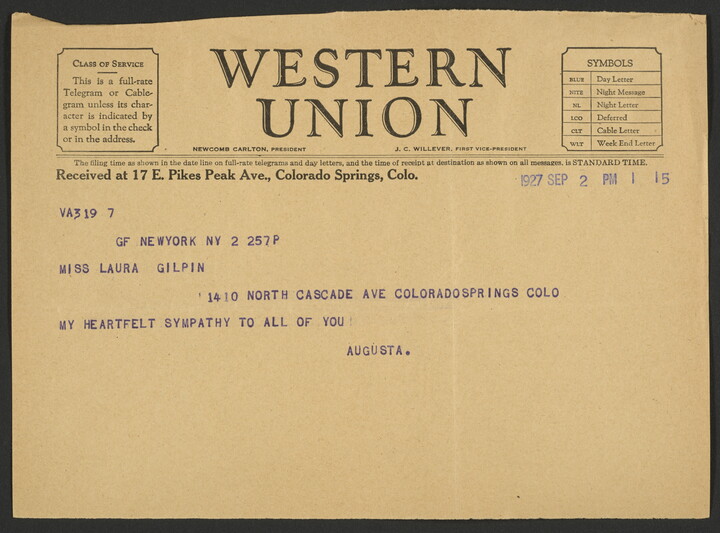 CLASS OF SERVICE
This is a full-rate
Telegram or Cable-
gram unless its char-
acter is indicated by
a symbol in the check
or in the address.
WESTERN
UNION
NEWCOMB CARLTON, PRESIDENT
J. C. WILLEVER, FIRST VICE-PRESIDENT
SYMBOLS
BLUE Day Letter
NITE Night Message
NL Night Letter
LCO Deferred
CLT Cable Letter
WLT Week End Letter
The filing time as shown in the date line on full-rate telegrams and day letters, and the time of receipt at destination as shown on all messages, is STANDARD TIME.
Received at 17 E. Pikes Peak Ave., Colorado Springs, Colo.
1927 SEP 2 PM 1 15
VA319 7
GF NEWYORK NY 2 257P
MISS LAURA GILPIN
1410 NORTH CASCADE AVE COLORADOSPRINGS COLO
MY HEARTFELT SYMPATHY TO ALL OF YOU
AUGUSTA.